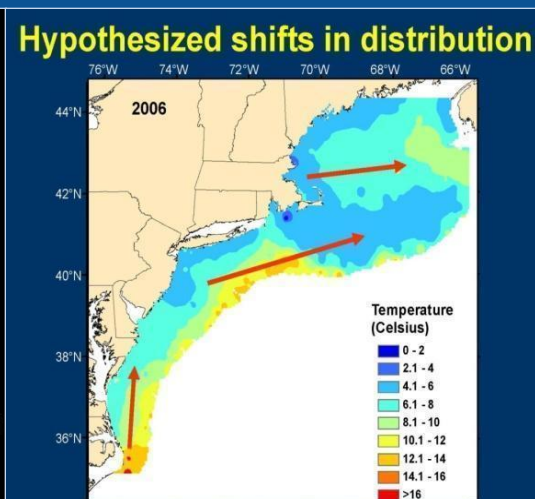 Hypothesized shifts in distribution
76°W 74°W 72°W 70°W 68°W 66°W
2006
44°N
42°N
40°N
38°N
36°N
Temperature
(Celsius)
0 - 2
2.1 - 4
4.1 - 6
6.1 - 8
8.1 - 10
10.1 - 12
12.1 - 14
14.1 - 16
>16